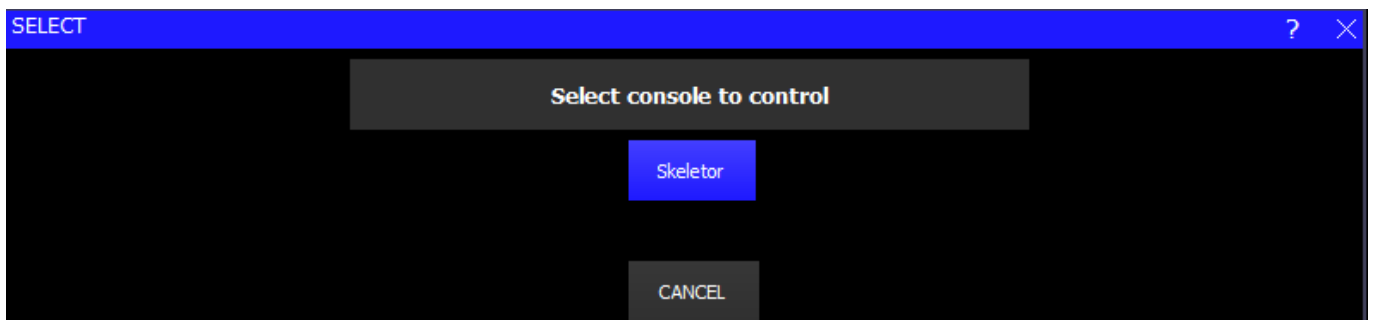 SELECT ?
Select console to control
Skeletor
CANCEL